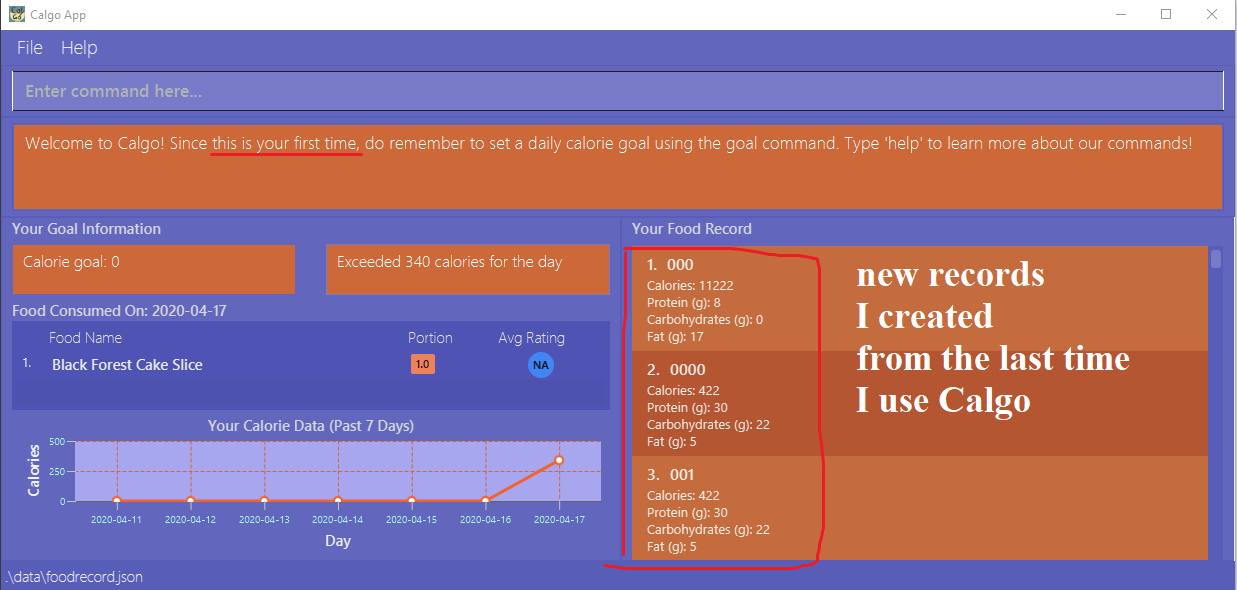 Calgo App
File Help
Enter command here...
Welcome to Calgo! Since this is your first time, do remember to set a daily calorie goal using the goal command. Type 'help' to learn more about our commands!
Your Goal Information
Calorie goal: 0
Exceeded 340 calories for the day
Food Consumed On: 2020-04-17
Food Name Portion Avg Rating
1. Black Forest Cake Slice 1.0 NA
Your Calorie Data (Past 7 Days)
Calories
500
250
0
2020-04-11 2020-04-12 2020-04-13 2020-04-14 2020-04-15 2020-04-16 2020-04-17
Day
Your Food Record
1. 000
Calories: 11222
Protein (g): 8
Carbohydrates (g): 0
Fat (g): 17
2. 0000
Calories: 422
Protein (g): 30
Carbohydrates (g): 22
Fat (g): 5
3. 001
Calories: 422
Protein (g): 30
Carbohydrates (g): 22
Fat (g): 5
new records
I created
from the last time
I use Calgo
.\data\foodrecord.json